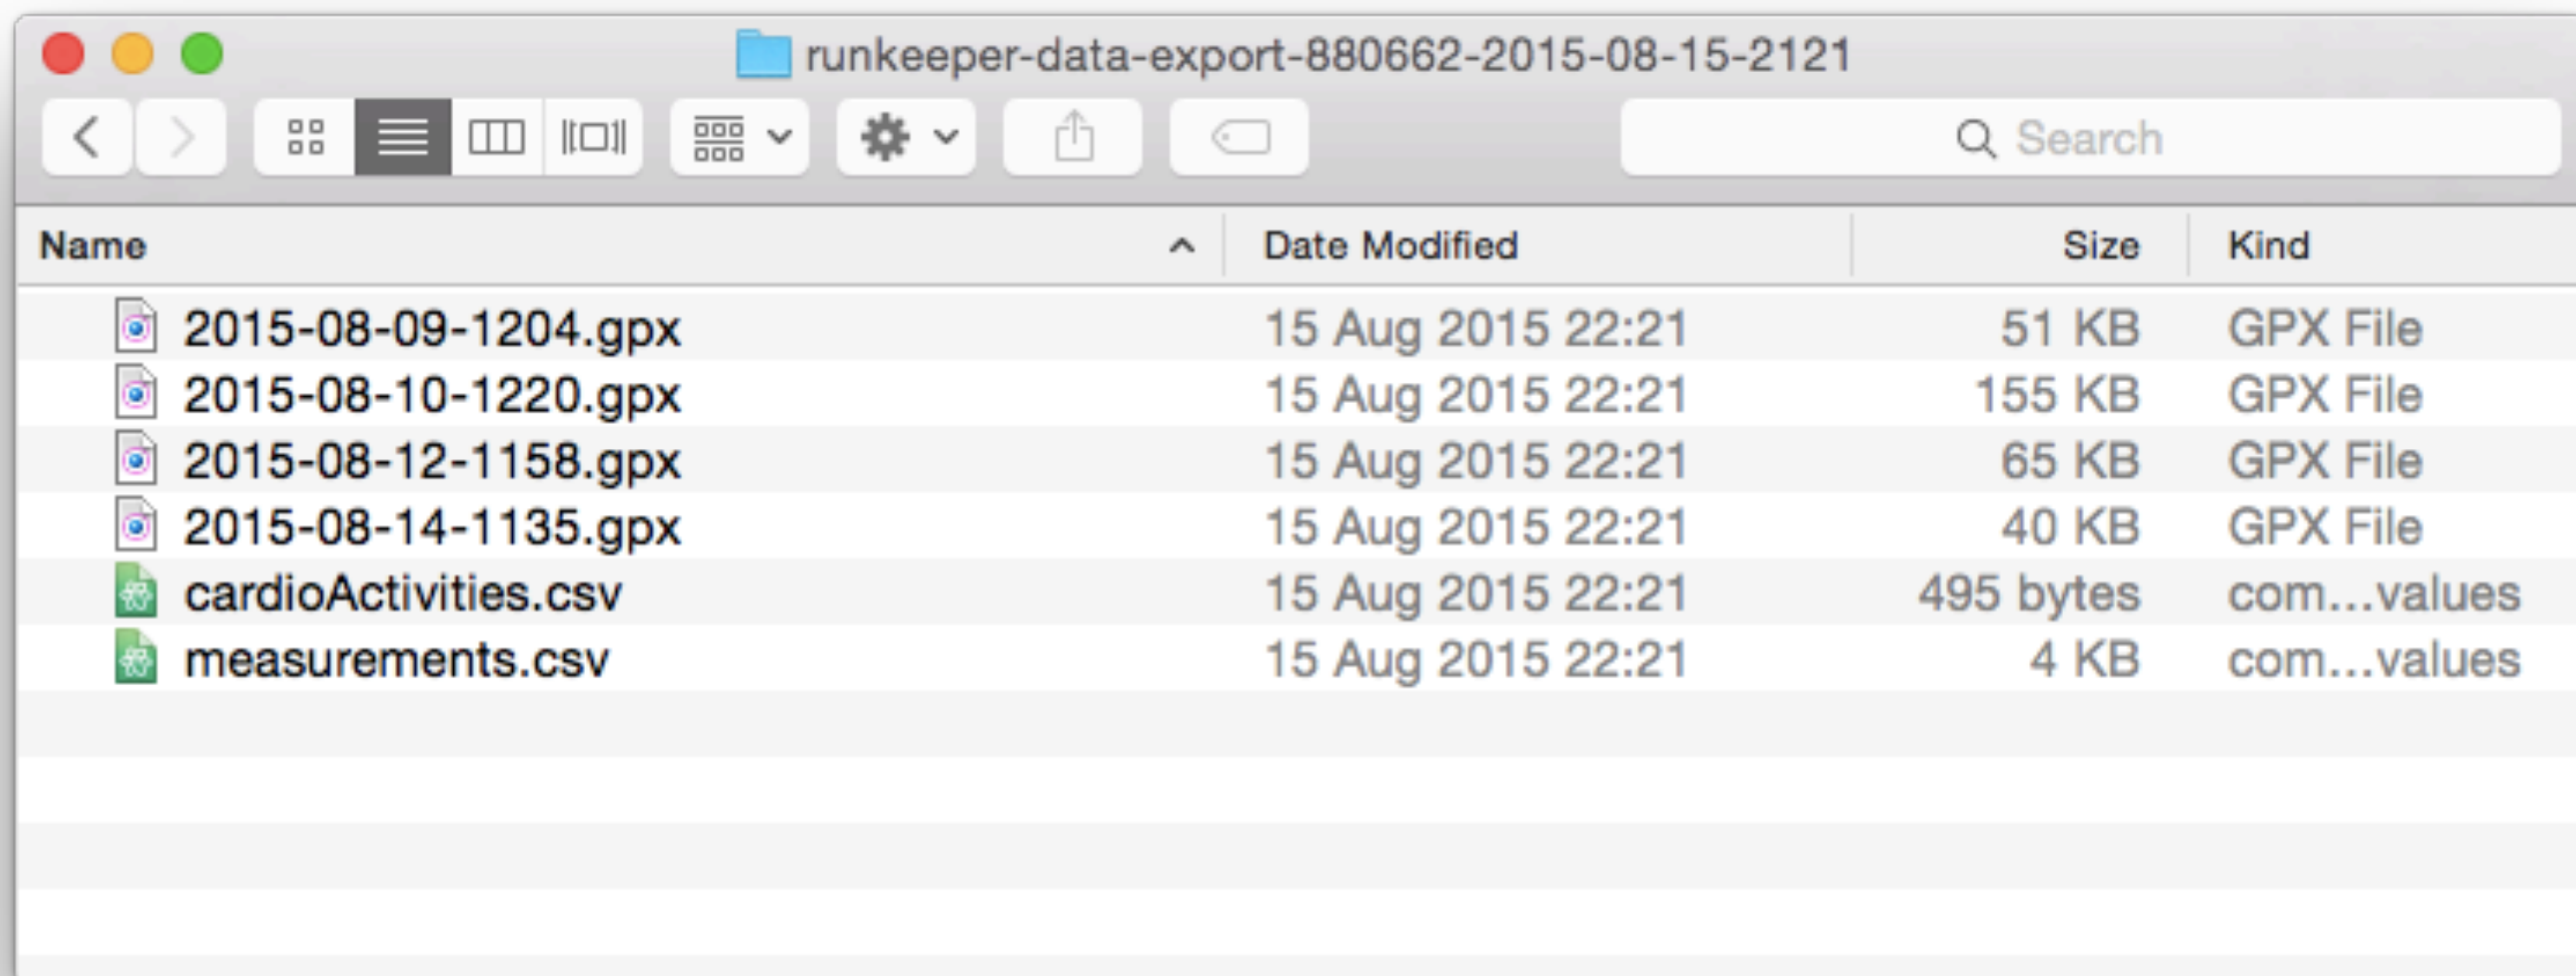 runkeeper-data-export-880662-2015-08-15-2121
Search
Name Date Modified Size Kind
2015-08-09-1204.gpx 15 Aug 2015 22:21 51 KB GPX File
2015-08-10-1220.gpx 15 Aug 2015 22:21 155 KB GPX File
2015-08-12-1158.gpx 15 Aug 2015 22:21 65 KB GPX File
2015-08-14-1135.gpx 15 Aug 2015 22:21 40 KB GPX File
cardioActivities.csv 15 Aug 2015 22:21 495 bytes com...values
measurements.csv 15 Aug 2015 22:21 4 KB com...values